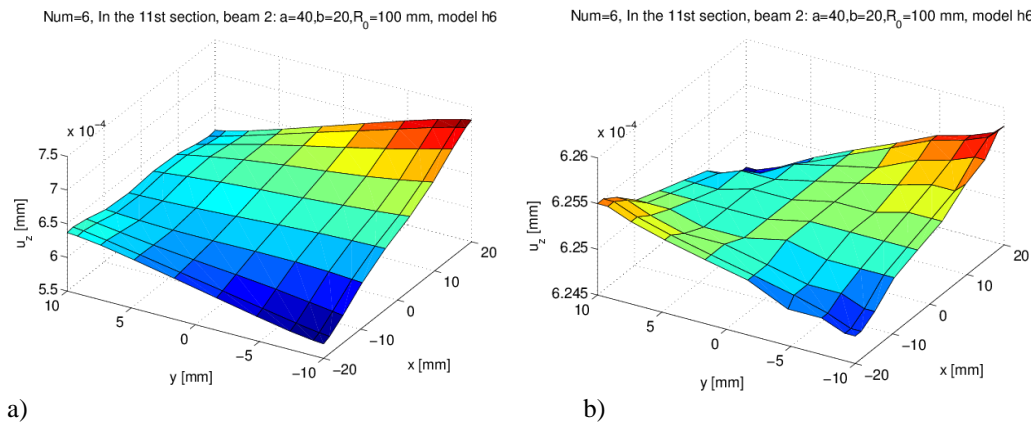 Num=6, In the 11st section, beam 2: a=40,b=20,R0=100 mm, model h6
x 10−4
7.5
7
6.5
6
5.5
u_z [mm]
10
5
0
−5
−10
y [mm]
−20
−10
0
10
20
x [mm]
a)
Num=6, In the 11st section, beam 2: a=40,b=20,R0=100 mm, model h6
x 10−4
6.26
6.255
6.25
6.245
u_z [mm]
10
5
0
−5
−10
y [mm]
−20
−10
0
10
20
x [mm]
b)